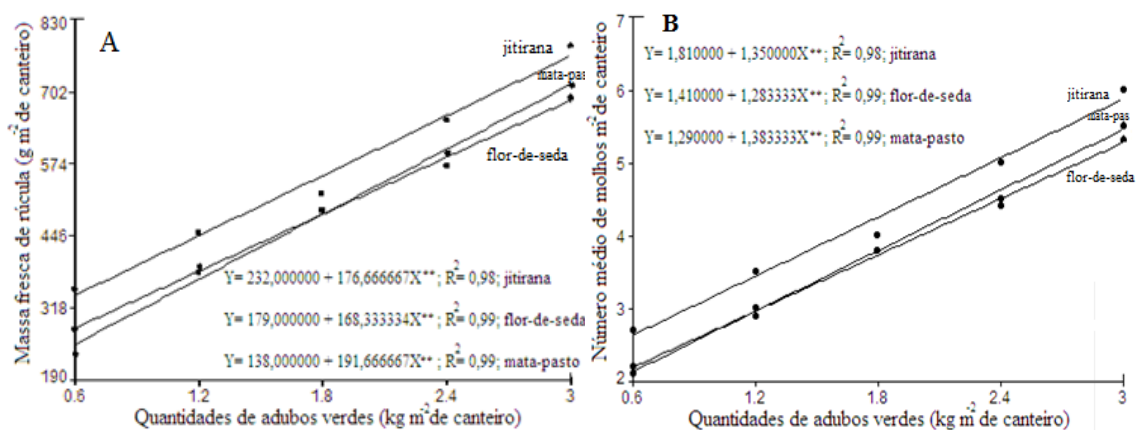 A
Massa fresca de rúcula (g m-2 de canteiro)
830
702
574
446
318
190
jitirana
mata-pas
flor-de-seda
Y= 232,000000 + 176,666667X**; R2= 0,98; jitirana
Y= 179,000000 + 168,333334X**; R2= 0,99; flor-de-seda
Y= 138,000000 + 191,666667X**; R2= 0,99; mata-pasto
0.6
1.2
1.8
2.4
3
Quantidades de adubos verdes (kg m-2 de canteiro)
B
Número médio de molhos m-2 de canteiro
7
6
5
4
3
2
Y= 1,810000 + 1,350000X**; R2= 0,98; jitirana
Y= 1,410000 + 1,283333X**; R2= 0,99; flor-de-seda
Y= 1,290000 + 1,383333X**; R2= 0,99; mata-pasto
jitirana
mata-pas
flor-de-seda
0.6
1.2
1.8
2.4
3
Quantidades de adubos verdes (kg m-2 de canteiro)